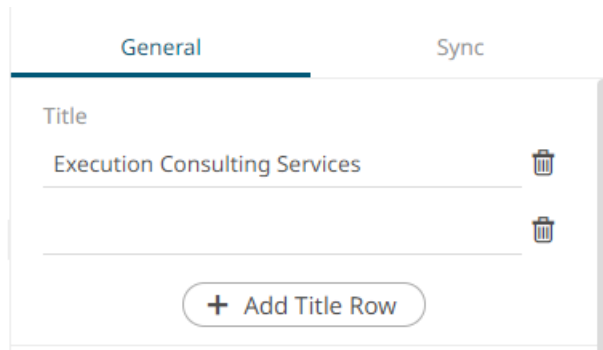 General Sync
Title
Execution Consulting Services
+ Add Title Row